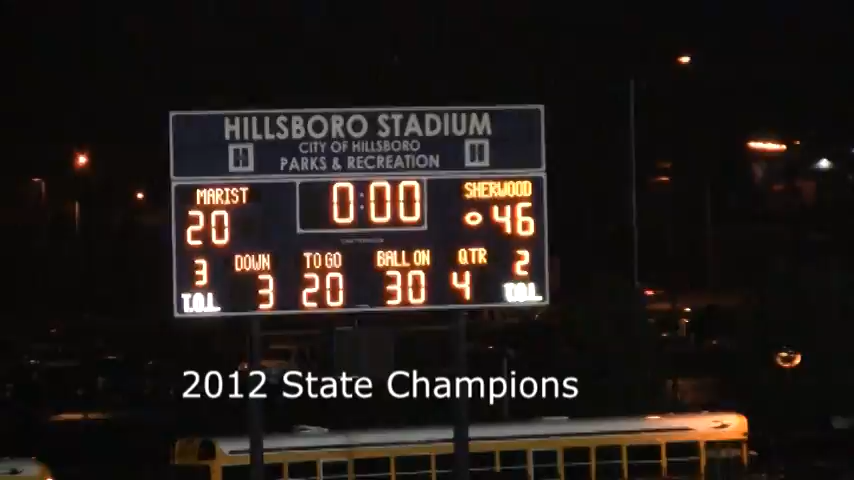 HILLSBORO STADIUM
CITY OF HILLSBORO
H H
PARKS & RECREATION
MARIST 0:00 SHERWOOD
20 46
DOWN TO GO BALL ON QTR
3 3 20 30 4 2
T.O.L. T.O.L.
2012 State Champions